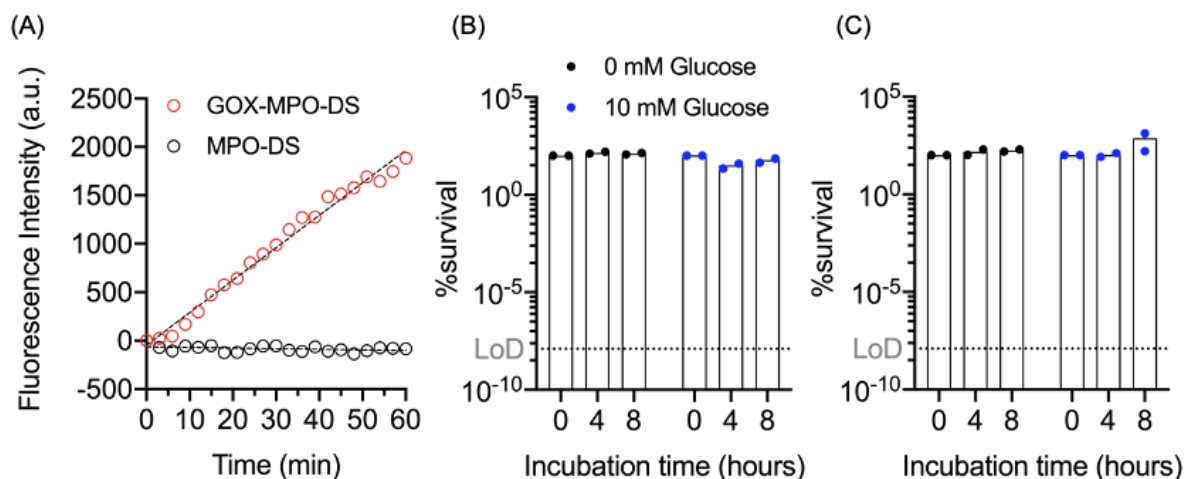 (A)
Fluorescence Intensity (a.u.)
2500
2000
1500
1000
500
0
-500
GOX-MPO-DS
MPO-DS
0 10 20 30 40 50 60
Time (min)
(B)
0 mM Glucose
10 mM Glucose
%survival
10^5
10^0
10^-5
LoD
10^-10
0 4 8 0 4 8
Incubation time (hours)
(C)
%survival
10^5
10^0
10^-5
LoD
10^-10
0 4 8 0 4 8
Incubation time (hours)